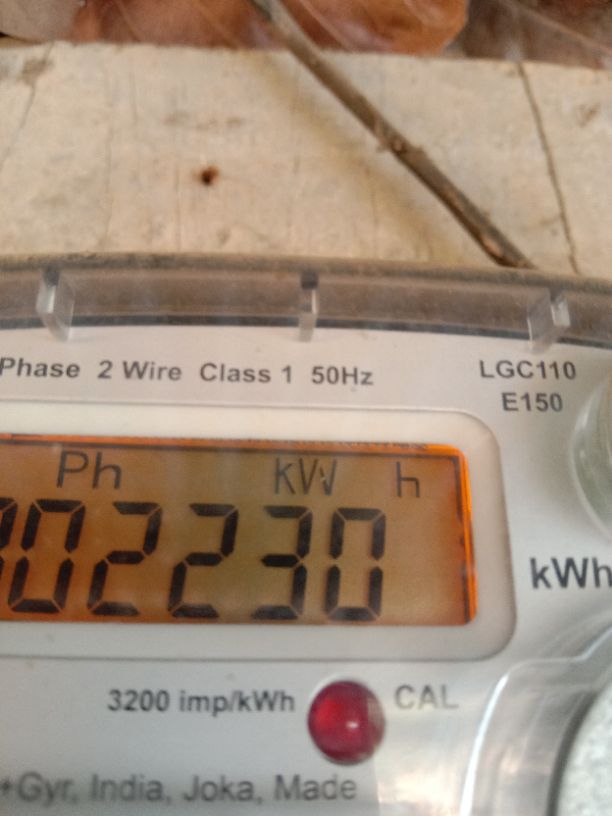 Phase 2 Wire Class 1 50Hz
LGC110
E150
Ph KW h
02230
kWh
3200 imp/kWh
CAL
+Gyr, India, Joka, Made